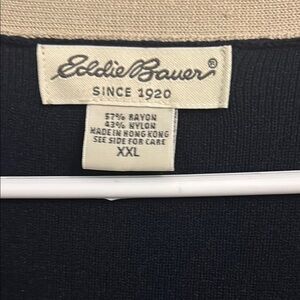 Eddie Bauer®
SINCE 1920
57% RAYON
43% NYLON
MADE IN HONG KONG
SEE SIDE FOR CARE
XXL